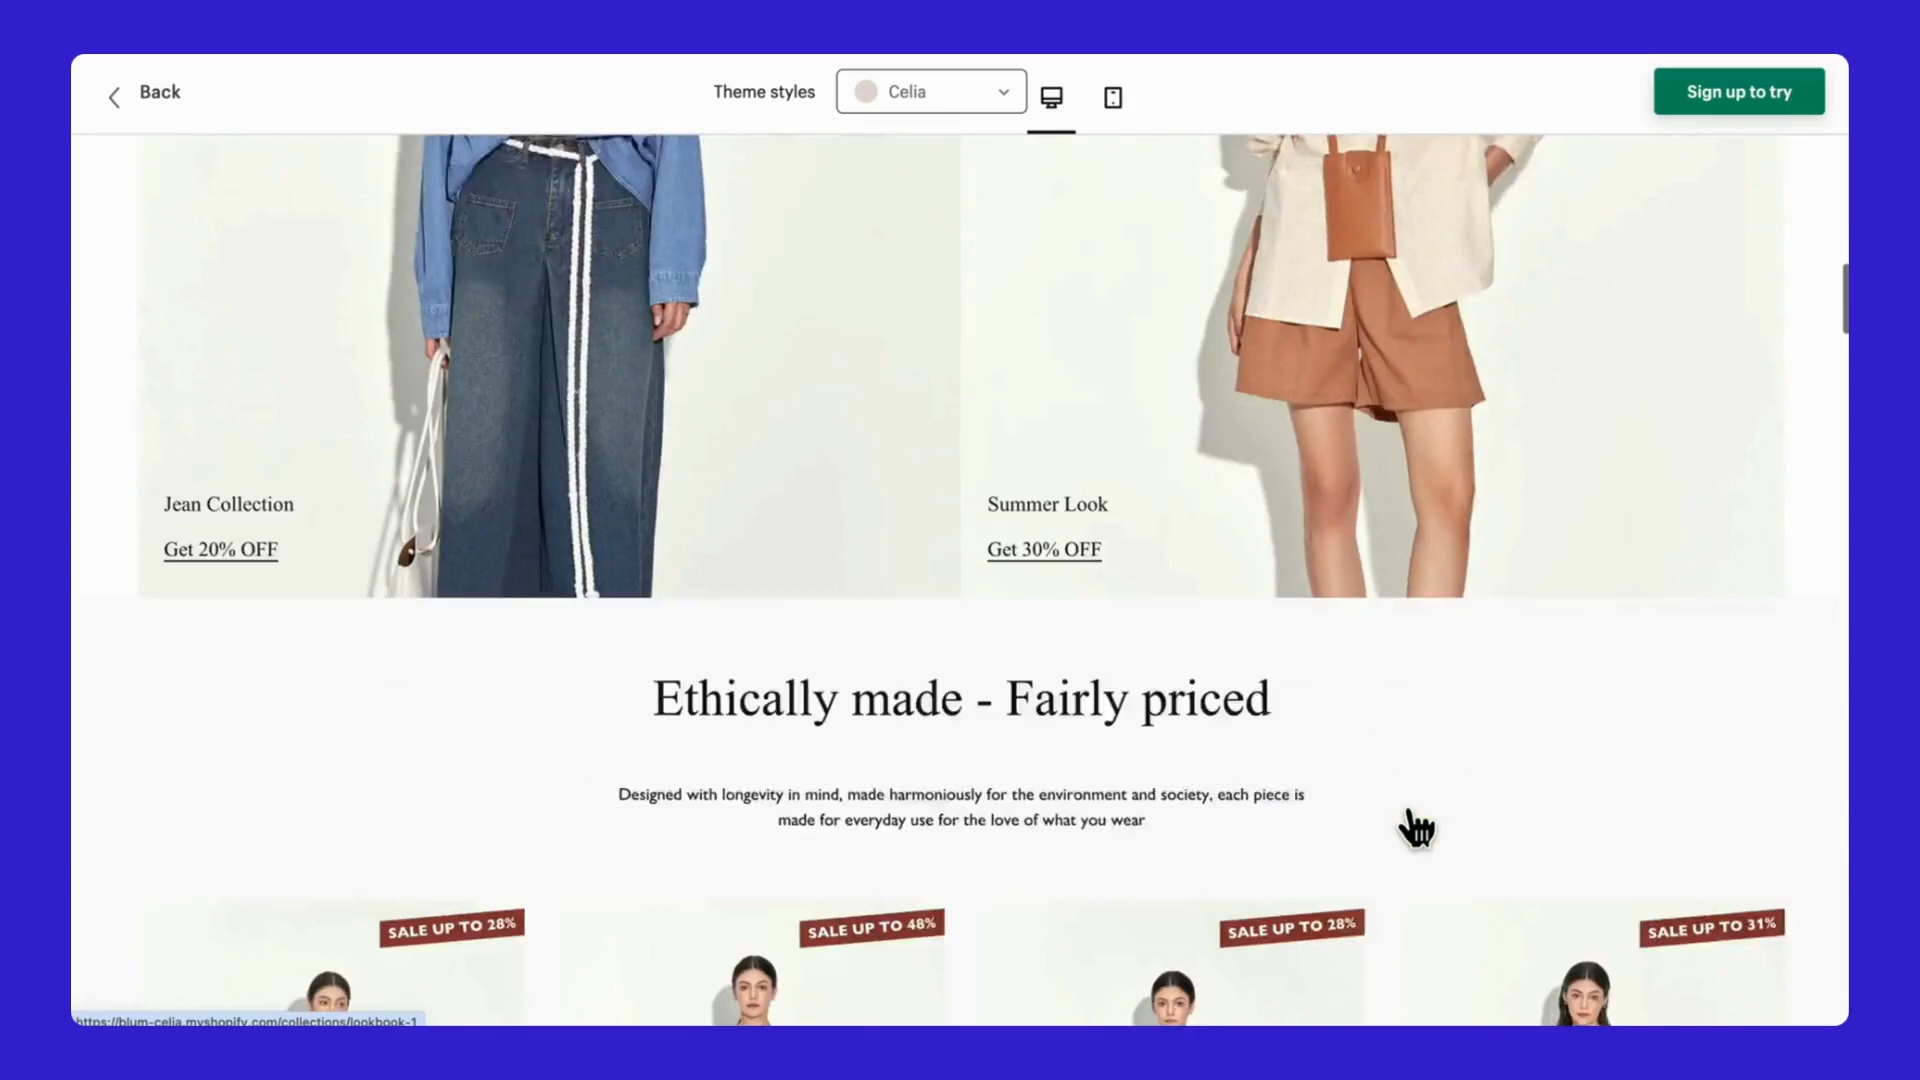 Back
Theme styles
Celia
Sign up to try
Jean Collection
Get 20% OFF
Summer Look
Get 30% OFF
Ethically made - Fairly priced
Designed with longevity in mind, made harmoniously for the environment and society, each piece is
made for everyday use for the love of what you wear
SALE UP TO 28%
SALE UP TO 48%
SALE UP TO 28%
SALE UP TO 31%
https://blum-celia.myshopify.com/collections/lookbook-1